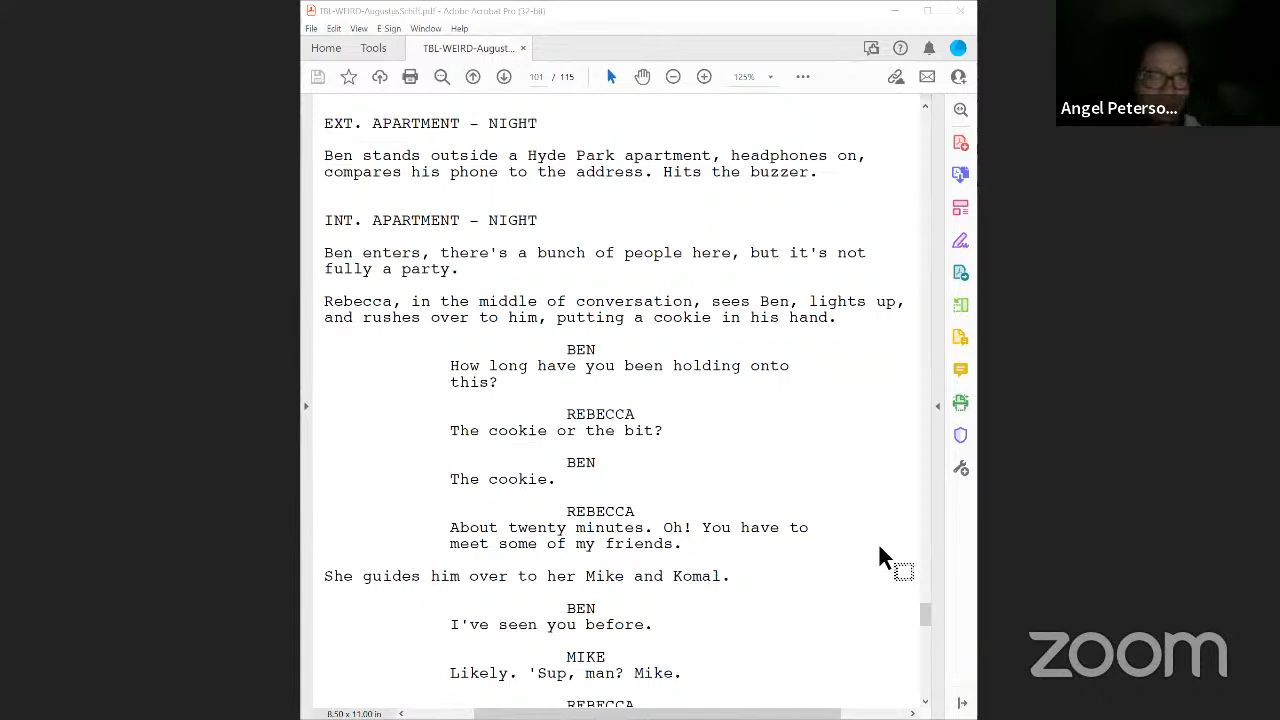 TBL-WEIRD-AugustusSchiff.pdf - Adobe Acrobat Pro (32-bit)
File Edit View E Sign Window Help
Home Tools TBL-WEIRD-August... ×
101 / 115 125%
EXT. APARTMENT - NIGHT
Ben stands outside a Hyde Park apartment, headphones on,
compares his phone to the address. Hits the buzzer.
INT. APARTMENT - NIGHT
Ben enters, there's a bunch of people here, but it's not
fully a party.
Rebecca, in the middle of conversation, sees Ben, lights up,
and rushes over to him, putting a cookie in his hand.
BEN
How long have you been holding onto
this?
REBECCA
The cookie or the bit?
BEN
The cookie.
REBECCA
About twenty minutes. Oh! You have to
meet some of my friends.
She guides him over to her Mike and Komal.
BEN
I've seen you before.
MIKE
Likely. 'Sup, man? Mike.
REBECCA
8.50 x 11.00 in
Angel Peterso...
zoom